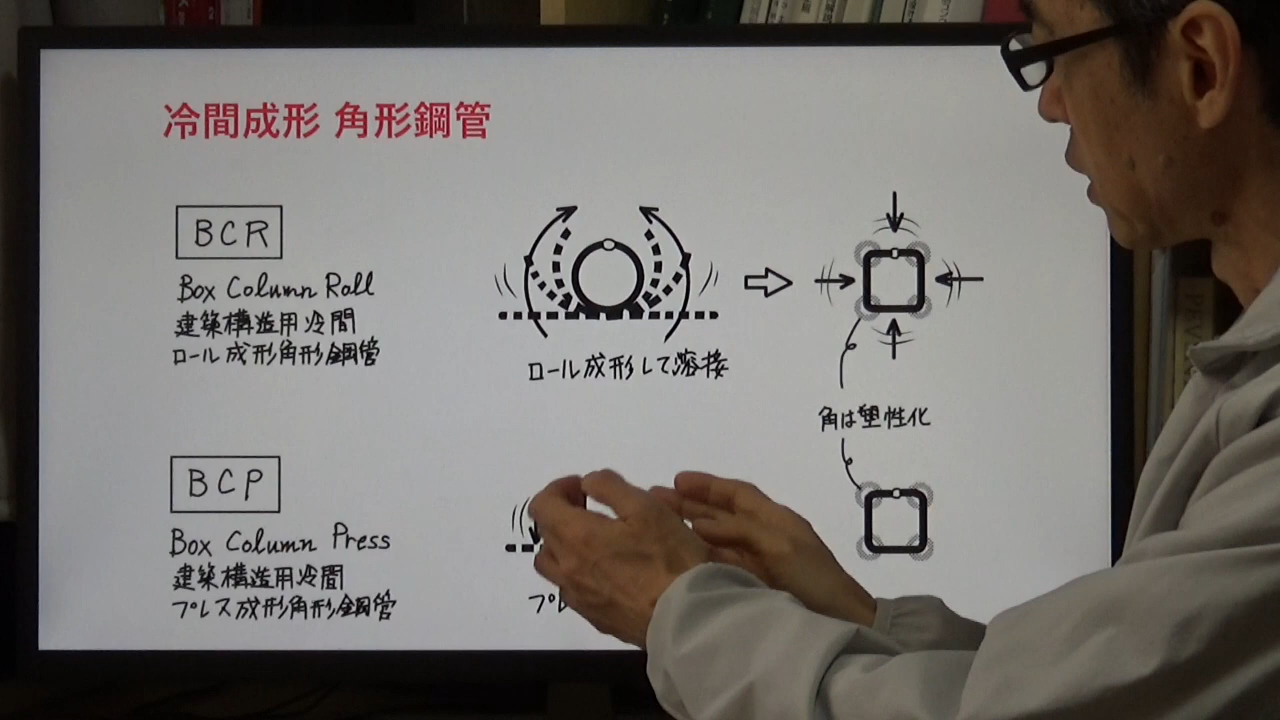 冷間成形 角形鋼管
BCR
Box Column Roll
建築構造用冷間
ロール成形角形鋼管
ロール成形して溶接
角は塑性化
BCP
Box Column Press
建築構造用冷間
プレス成形角形鋼管
プレ